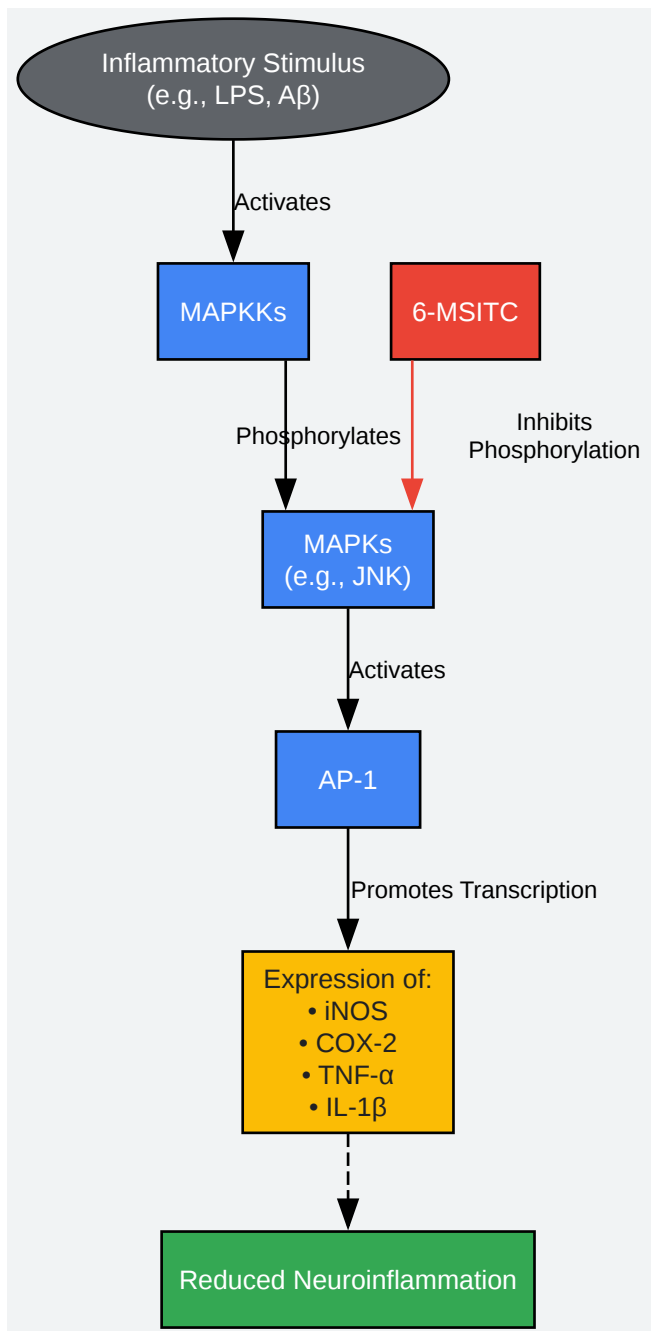 Inflammatory Stimulus
(e.g., LPS, Aβ)
Activates
MAPKKs
6-MSITC
Phosphorylates
Inhibits
Phosphorylation
MAPKs
(e.g., JNK)
Activates
AP-1
Promotes Transcription
Expression of:
• iNOS
• COX-2
• TNF-α
• IL-1β
Reduced Neuroinflammation